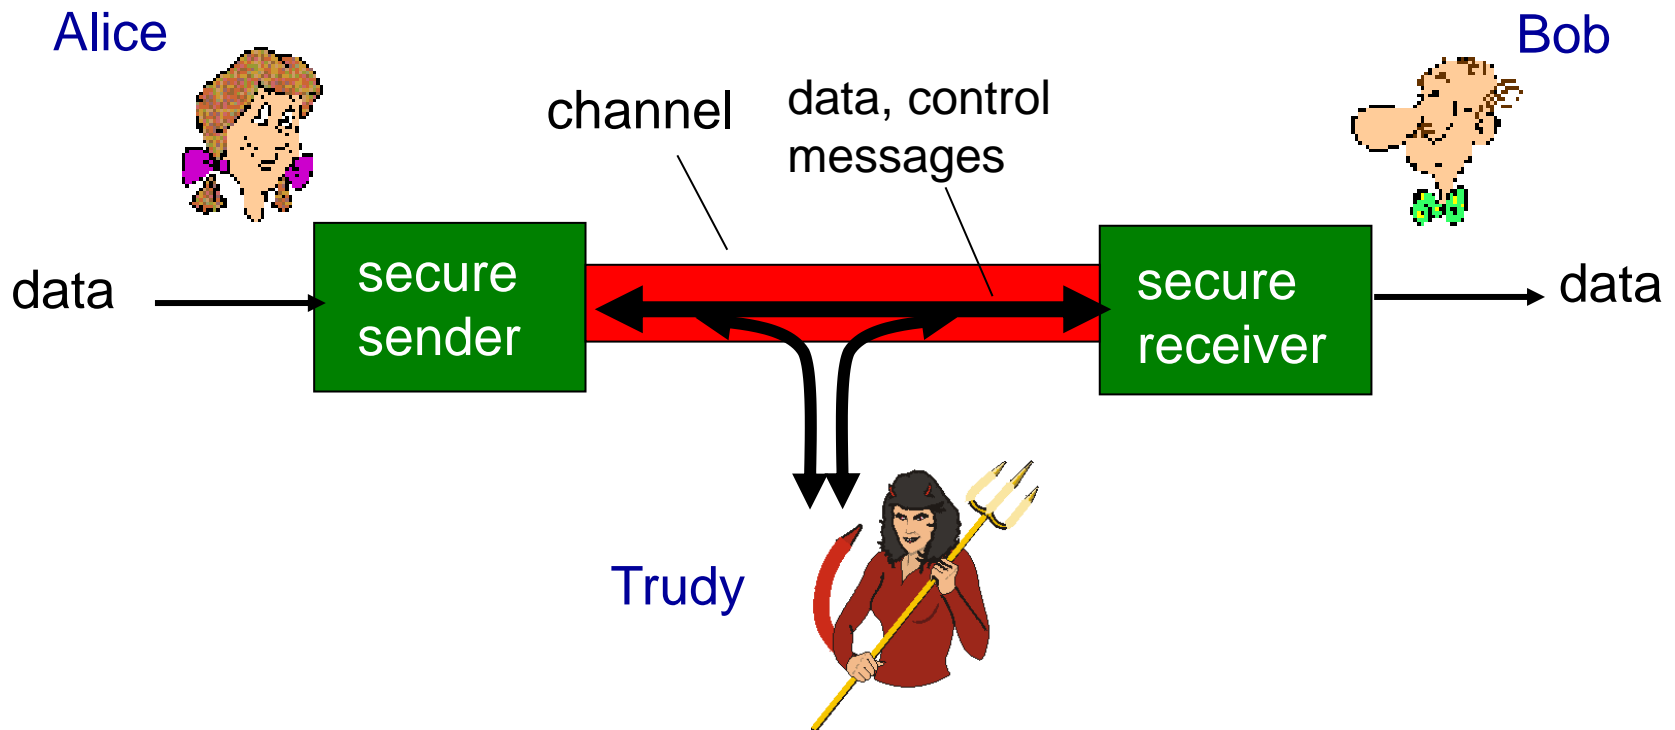 Alice
Bob
channel
data, control
messages
data
secure
sender
secure
receiver
data
Trudy